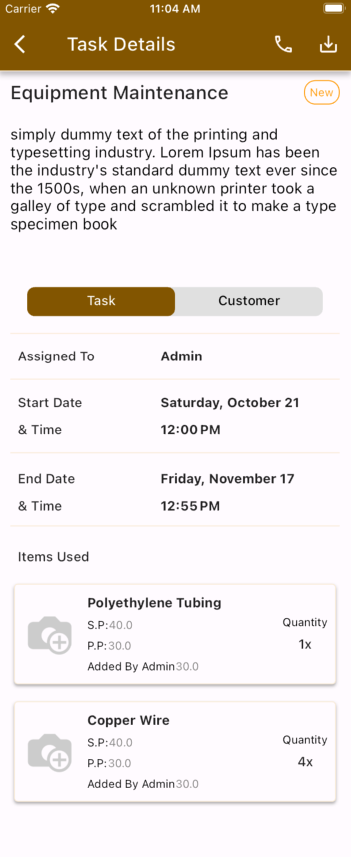 Carrier 11:04 AM
Task Details
Equipment Maintenance New
simply dummy text of the printing and
typesetting industry. Lorem Ipsum has been
the industry's standard dummy text ever since
the 1500s, when an unknown printer took a
galley of type and scrambled it to make a type
specimen book
Task Customer
Assigned To Admin
Start Date Saturday, October 21
& Time 12:00 PM
End Date Friday, November 17
& Time 12:55 PM
Items Used
Polyethylene Tubing
S.P:40.0 Quantity
P.P:30.0 1x
Added By Admin30.0
Copper Wire
S.P:40.0 Quantity
P.P:30.0 4x
Added By Admin30.0